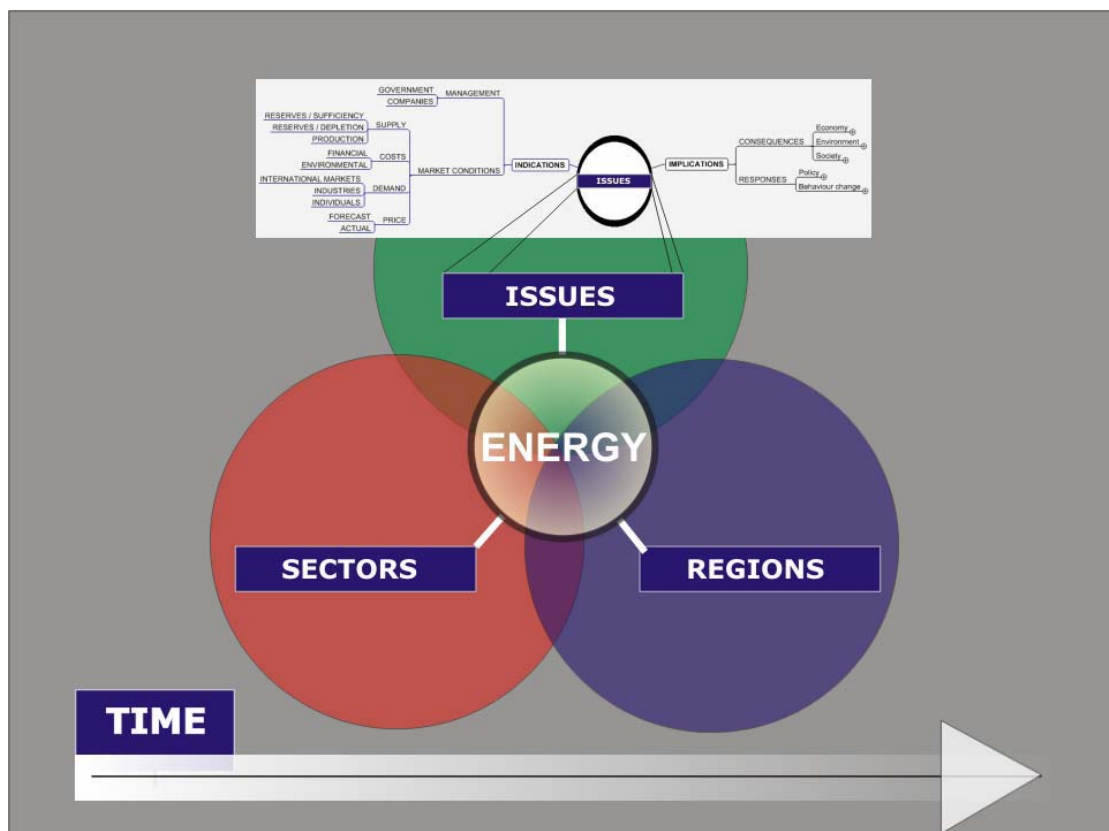 GOVERNMENT
COMPANIES
MANAGEMENT
RESERVES / SUFFICIENCY
RESERVES / DEPLETION
PRODUCTION
SUPPLY
FINANCIAL
ENVIRONMENTAL
COSTS
MARKET CONDITIONS
INTERNATIONAL MARKETS
INDUSTRIES
INDIVIDUALS
DEMAND
FORECAST
ACTUAL
PRICE
INDICATIONS
ISSUES
IMPLICATIONS
CONSEQUENCES
Economy
Environment
Society
RESPONSES
Policy
Behaviour change
ISSUES
ENERGY
SECTORS
REGIONS
TIME